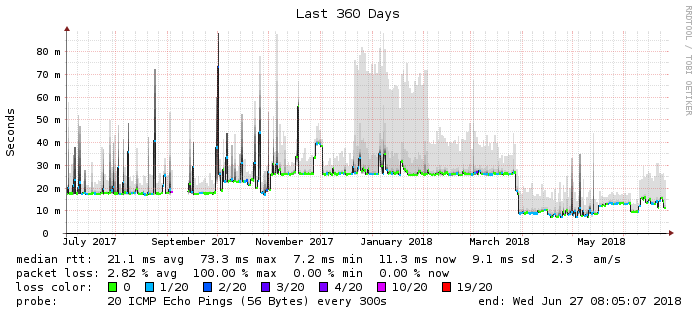 Last 360 Days
RRDTOOL / TOBI OETIKER
Seconds
80 m
70 m
60 m
50 m
40 m
30 m
20 m
10 m
0
July 2017 September 2017 November 2017 January 2018 March 2018 May 2018
median rtt: 21.1 ms avg 73.3 ms max 7.2 ms min 11.3 ms now 9.1 ms sd 2.3 am/s
packet loss: 2.82 % avg 100.00 % max 0.00 % min 0.00 % now
loss color: 0 1/20 2/20 3/20 4/20 10/20 19/20
probe: 20 ICMP Echo Pings (56 Bytes) every 300s end: Wed Jun 27 08:05:07 2018